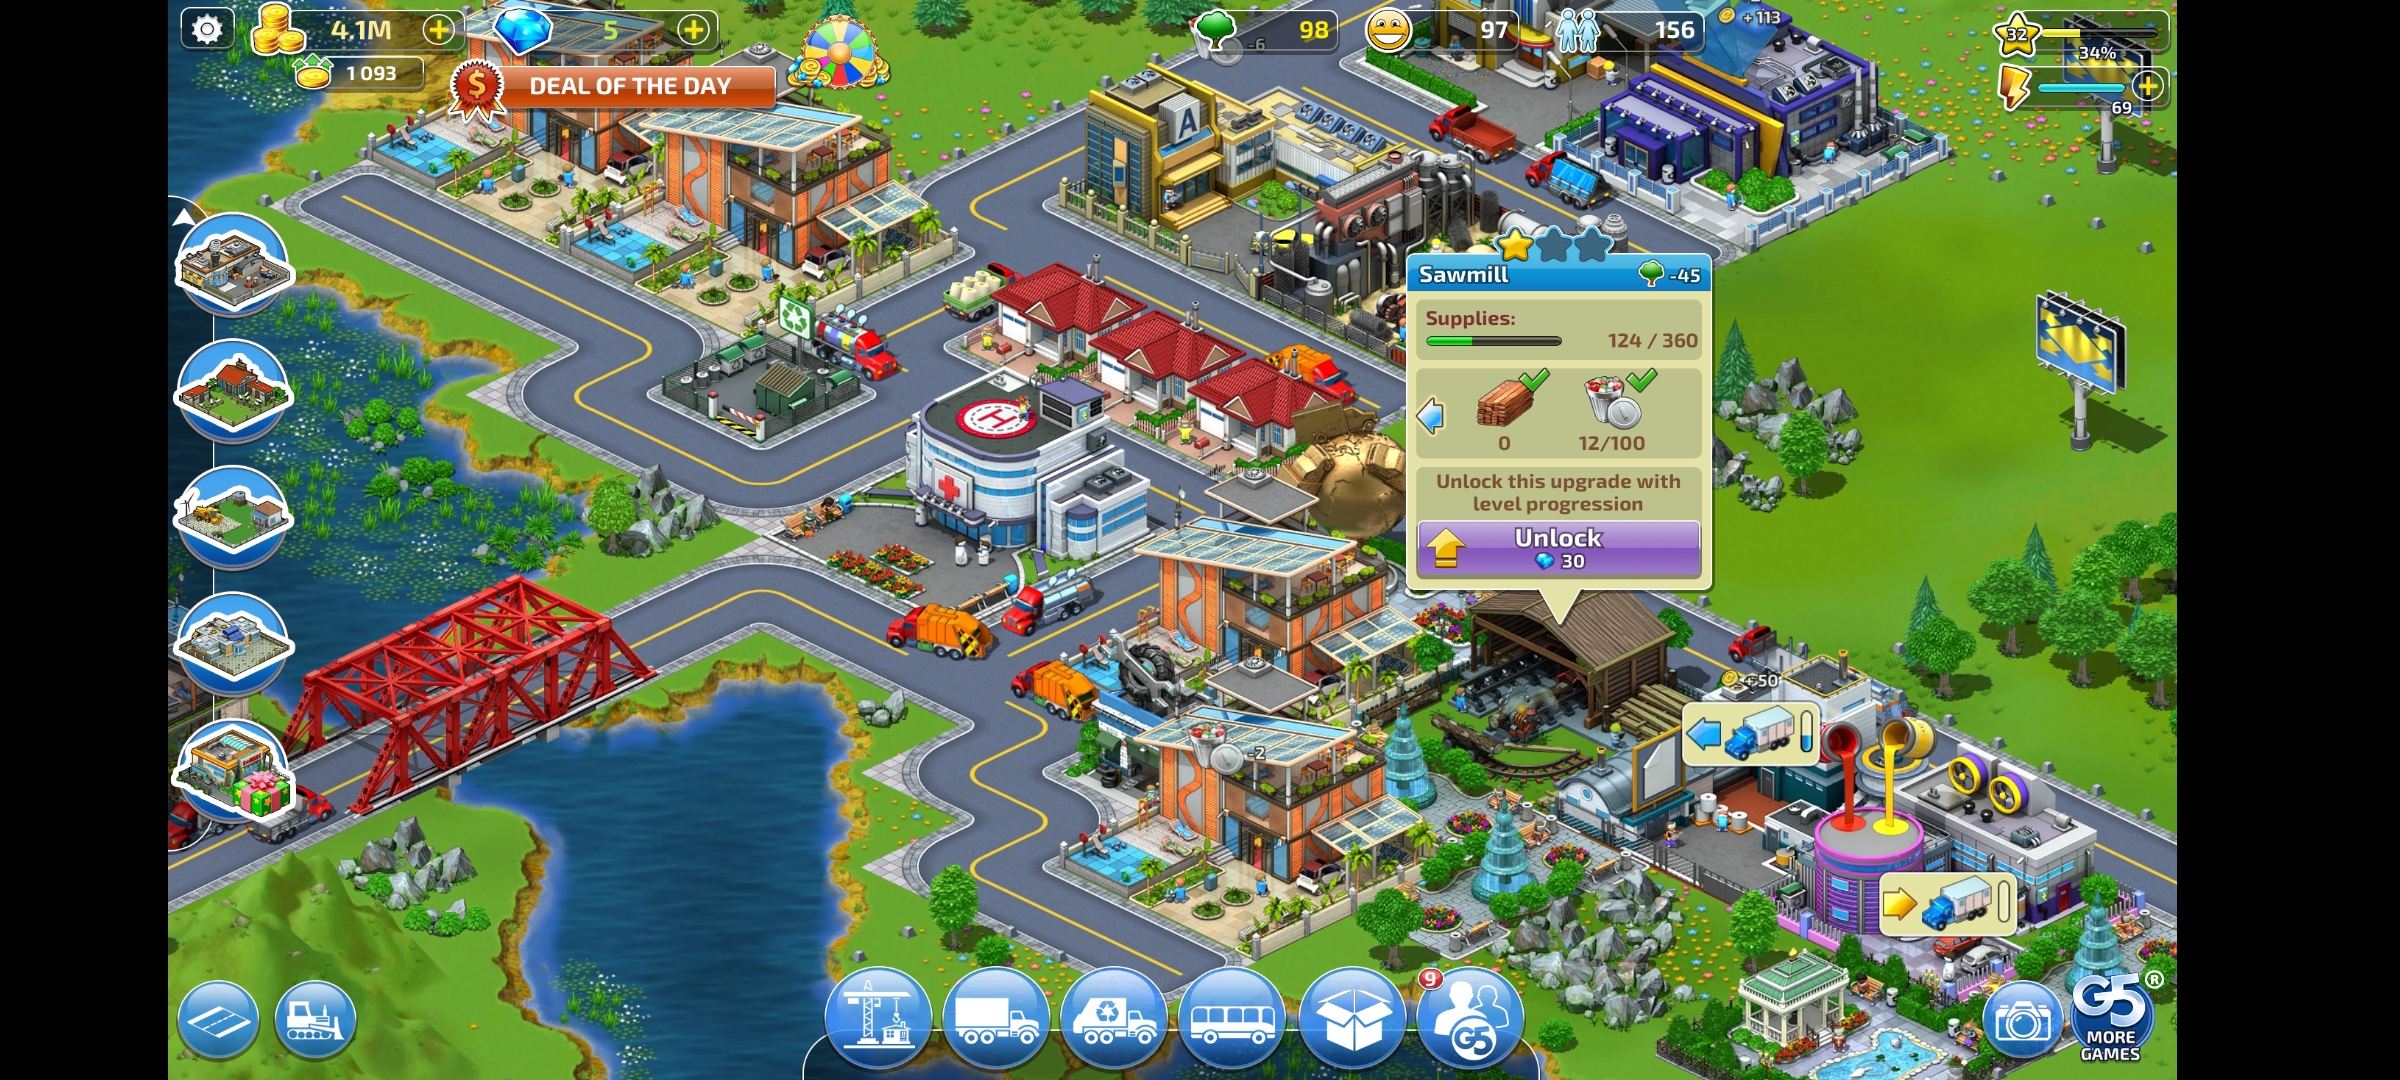 4.1M
5
98
97
156
+113
32
34%
1 093
-6
DEAL OF THE DAY
69
A
Sawmill
-45
Supplies:
124 / 360
0
12/100
Unlock this upgrade with
level progression
Unlock
30
H
+50
-2
A
9
G5
G5®
MORE
GAMES